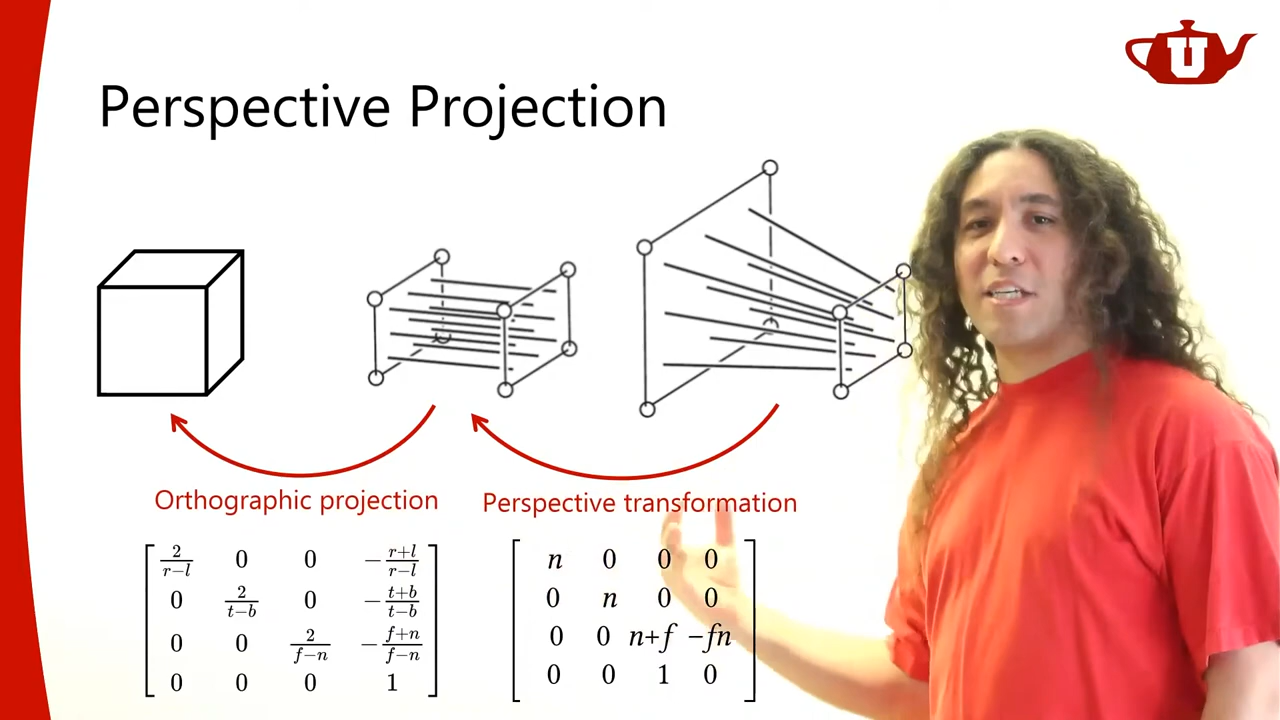 U
Perspective Projection
Orthographic projection
Perspective transformation
2/(r−l) 0 0 −(r+l)/(r−l)
0 2/(t−b) 0 −(t+b)/(t−b)
0 0 2/(f−n) −(f+n)/(f−n)
0 0 0 1
n 0 0 0
0 n 0 0
0 0 n+f −fn
0 0 1 0